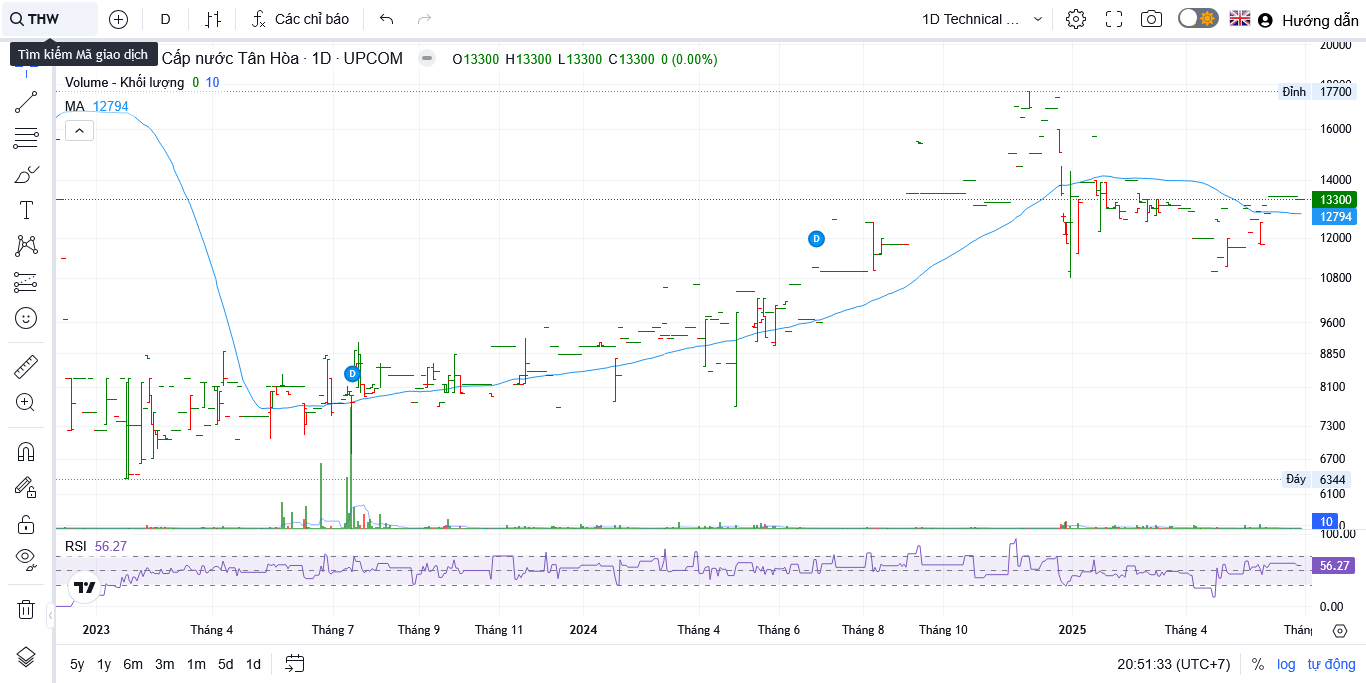 THW
D
Các chỉ báo
1D Technical ...
Hướng dẫn
Tìm kiếm Mã giao dịch
Cấp nước Tân Hòa · 1D · UPCOM
O13300 H13300 L13300 C13300 0 (0.00%)
Volume - Khối lượng 0 10
MA 12794
20000
Đỉnh 17700
16000
14000
13300
12794
12000
10800
9600
8850
8100
7300
6700
Đáy 6344
6100
10
0
D
D
RSI 56.27
100.00
56.27
0.00
2023
Tháng 4
Tháng 7
Tháng 9
Tháng 11
2024
Tháng 4
Tháng 6
Tháng 8
Tháng 10
2025
Tháng 4
5y 1y 6m 3m 1m 5d 1d
20:51:33 (UTC+7)
% log tự động